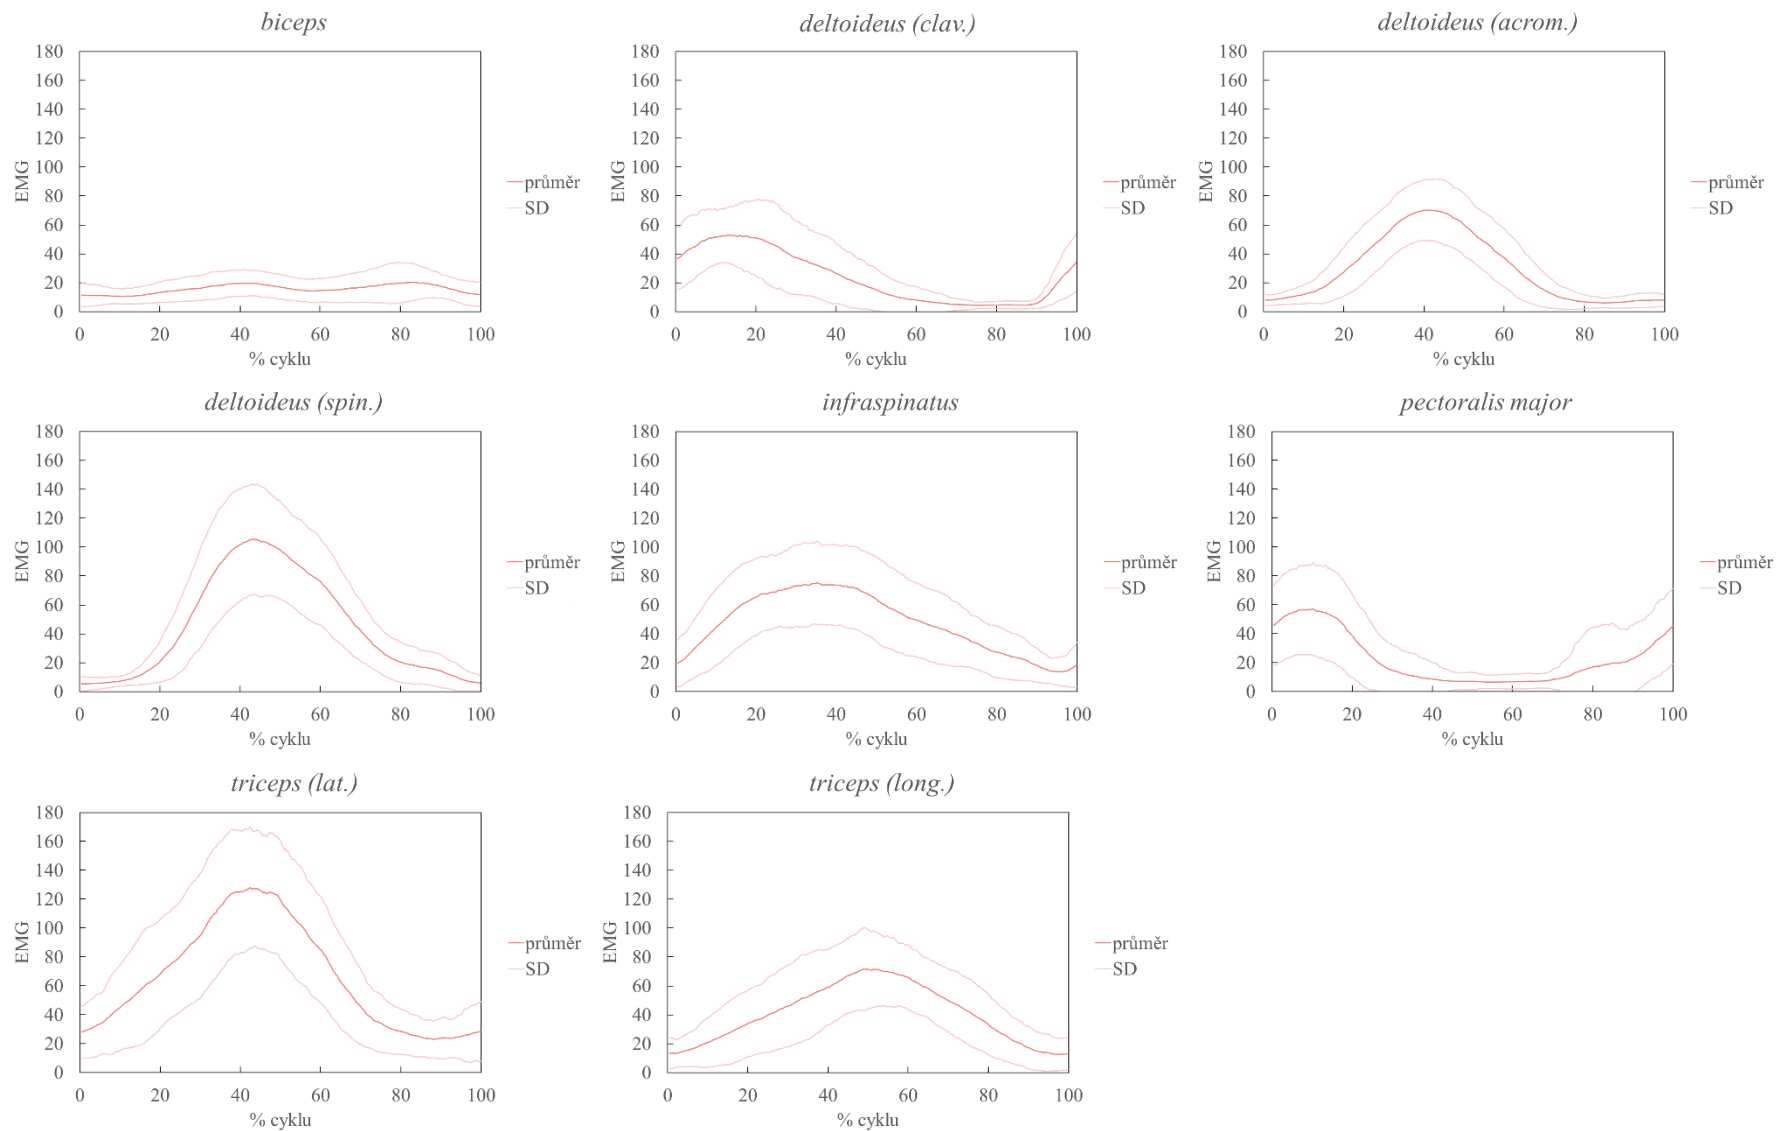 biceps
180
160
140
120
100
80
60
40
20
0
EMG
0 20 40 60 80 100
% cyklu
průměr
SD
deltoideus (clav.)
180
160
140
120
100
80
60
40
20
0
EMG
0 20 40 60 80 100
% cyklu
průměr
SD
deltoideus (acrom.)
180
160
140
120
100
80
60
40
20
0
EMG
0 20 40 60 80 100
% cyklu
průměr
SD
deltoideus (spin.)
180
160
140
120
100
80
60
40
20
0
EMG
0 20 40 60 80 100
% cyklu
průměr
SD
infraspinatus
180
160
140
120
100
80
60
40
20
0
EMG
0 20 40 60 80 100
% cyklu
průměr
SD
pectoralis major
180
160
140
120
100
80
60
40
20
0
EMG
0 20 40 60 80 100
% cyklu
průměr
SD
triceps (lat.)
180
160
140
120
100
80
60
40
20
0
EMG
0 20 40 60 80 100
% cyklu
průměr
SD
triceps (long.)
180
160
140
120
100
80
60
40
20
0
EMG
0 20 40 60 80 100
% cyklu
průměr
SD